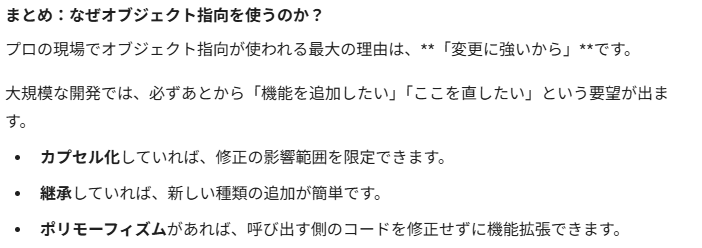 まとめ：なぜオブジェクト指向を使うのか？
プロの現場でオブジェクト指向が使われる最大の理由は、**「変更に強いから」**です。
大規模な開発では、必ずあとから「機能を追加したい」「ここを直したい」という要望が出ま
す。
• カプセル化していれば、修正の影響範囲を限定できます。
• 継承していれば、新しい種類の追加が簡単です。
• ポリモーフィズムがあれば、呼び出す側のコードを修正せずに機能拡張できます。